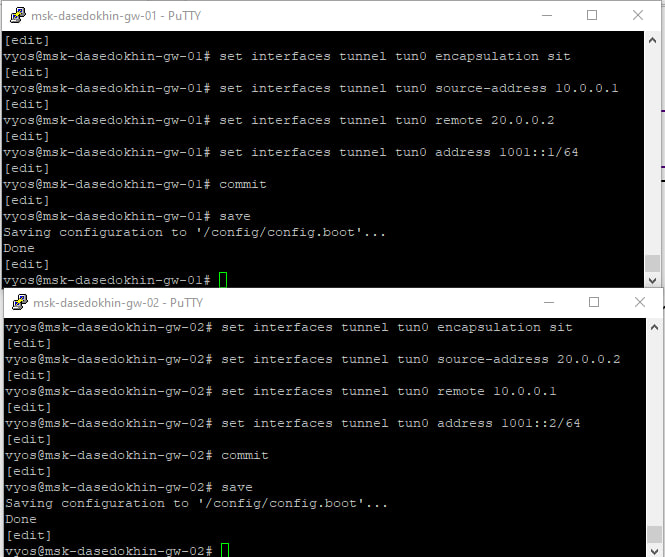 msk-dasedokhin-gw-01 - PuTTY
[edit]
vyos@msk-dasedokhin-gw-01# set interfaces tunnel tun0 encapsulation sit
[edit]
vyos@msk-dasedokhin-gw-01# set interfaces tunnel tun0 source-address 10.0.0.1
[edit]
vyos@msk-dasedokhin-gw-01# set interfaces tunnel tun0 remote 20.0.0.2
[edit]
vyos@msk-dasedokhin-gw-01# set interfaces tunnel tun0 address 1001::1/64
[edit]
vyos@msk-dasedokhin-gw-01# commit
[edit]
vyos@msk-dasedokhin-gw-01# save
Saving configuration to '/config/config.boot'...
Done
[edit]
vyos@msk-dasedokhin-gw-01#
msk-dasedokhin-gw-02 - PuTTY
vyos@msk-dasedokhin-gw-02# set interfaces tunnel tun0 encapsulation sit
[edit]
vyos@msk-dasedokhin-gw-02# set interfaces tunnel tun0 source-address 20.0.0.2
[edit]
vyos@msk-dasedokhin-gw-02# set interfaces tunnel tun0 remote 10.0.0.1
[edit]
vyos@msk-dasedokhin-gw-02# set interfaces tunnel tun0 address 1001::2/64
[edit]
vyos@msk-dasedokhin-gw-02# commit
[edit]
vyos@msk-dasedokhin-gw-02# save
Saving configuration to '/config/config.boot'...
Done
[edit]
vyos@msk-dasedokhin-gw-02#